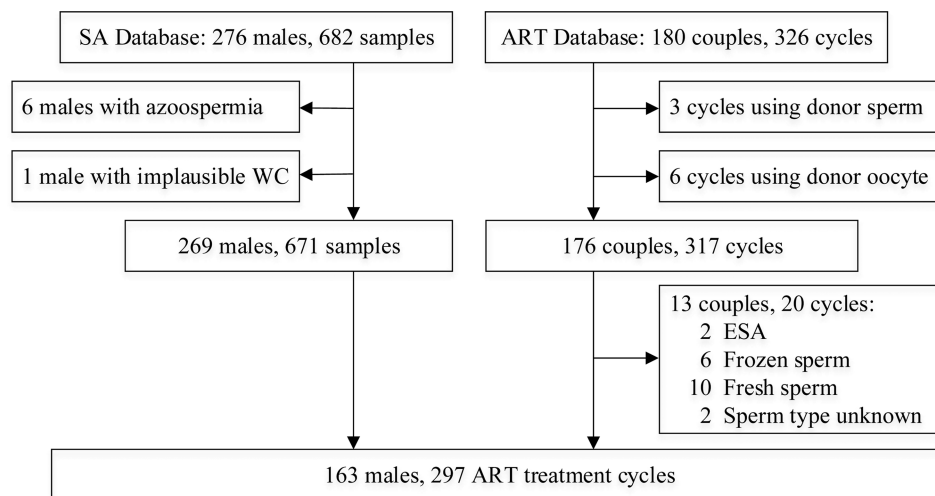 SA Database: 276 males, 682 samples
ART Database: 180 couples, 326 cycles
6 males with azoospermia
3 cycles using donor sperm
1 male with implausible WC
6 cycles using donor oocyte
269 males, 671 samples
176 couples, 317 cycles
13 couples, 20 cycles:
2 ESA
6 Frozen sperm
10 Fresh sperm
2 Sperm type unknown
163 males, 297 ART treatment cycles